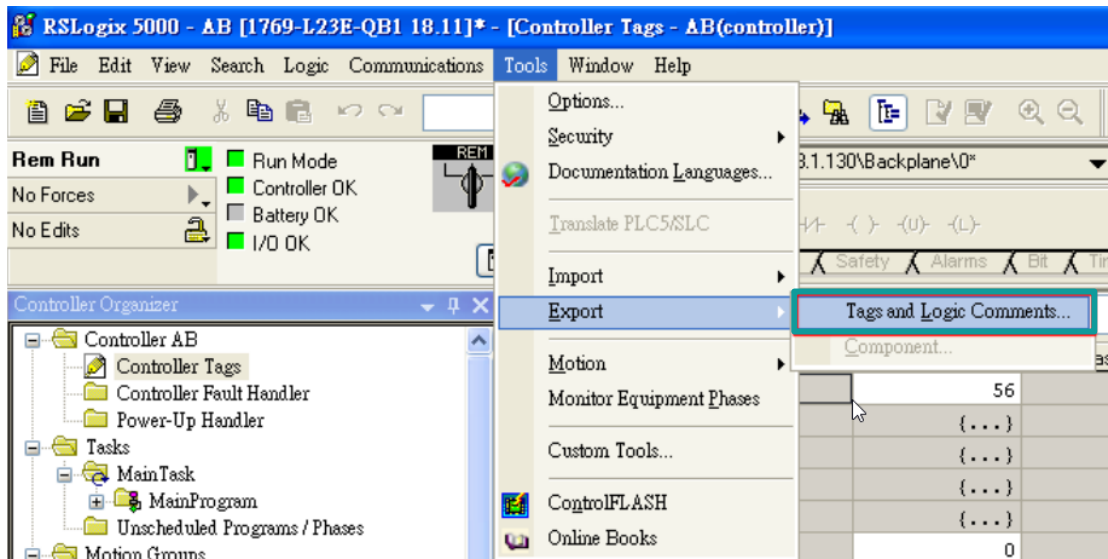 RSLogix 5000 - AB [1769-L23E-QB1 18.11]* - [Controller Tags - AB(controller)]
File Edit View Search Logic Communications Tools Window Help
Options...
Security
Documentation Languages...
Translate PLC5/SLC
Import
Export
Motion
Monitor Equipment Phases
Custom Tools...
ControlFLASH
Online Books
Tags and Logic Comments...
Component...
Rem Run
No Forces
No Edits
Run Mode
Controller OK
Battery OK
I/O OK
REM
3.1.130\Backplane\0*
Safety Alarms Bit
Controller Organizer
Controller AB
Controller Tags
Controller Fault Handler
Power-Up Handler
Tasks
MainTask
MainProgram
Unscheduled Programs / Phases
Motion Groups
56
{...}
{...}
{...}
{...}
0